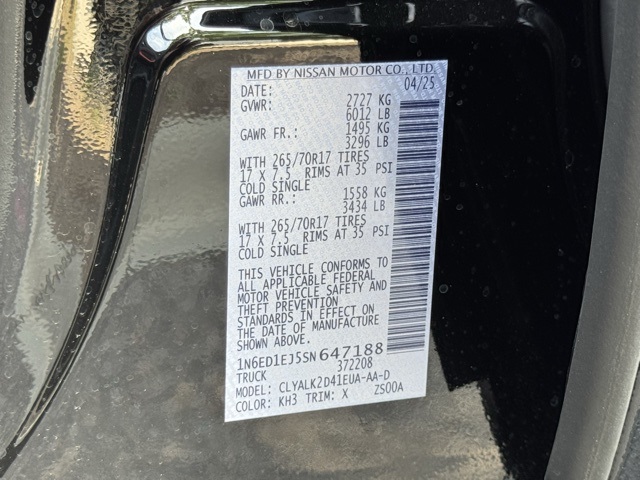 MFD BY NISSAN MOTOR CO., LTD.
DATE: 04/25
GVWR: 2727 KG
6012 LB
GAWR FR.: 1495 KG
3296 LB
WITH 265/70R17 TIRES
17 X 7.5 RIMS AT 35 PSI
COLD SINGLE
GAWR RR.: 1558 KG
3434 LB
WITH 265/70R17 TIRES
17 X 7.5 RIMS AT 35 PSI
COLD SINGLE
THIS VEHICLE CONFORMS TO
ALL APPLICABLE FEDERAL
MOTOR VEHICLE SAFETY AND
THEFT PREVENTION
STANDARDS IN EFFECT ON
THE DATE OF MANUFACTURE
SHOWN ABOVE.
1N6ED1EJ5SN647188
TRUCK 372208
MODEL: CLYALK2D41EUA-AA-D
COLOR: KH3 TRIM: X ZS00A